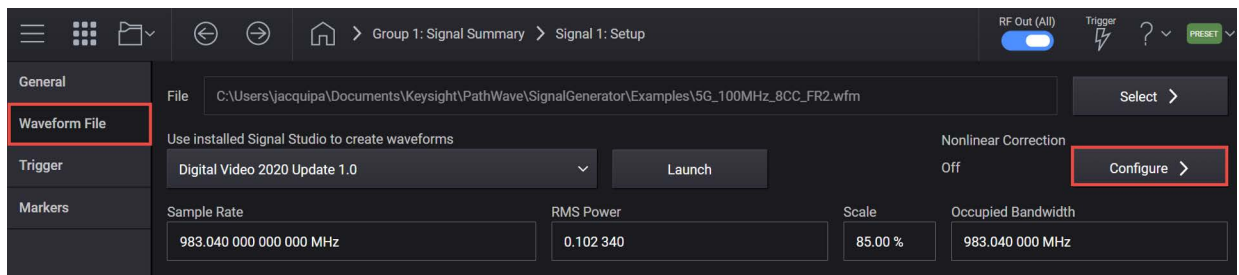 RF Out (All)
Trigger
Group 1: Signal Summary > Signal 1: Setup
? PRESET
General
File C:\Users\jacquipa\Documents\Keysight\PathWave\SignalGenerator\Examples\5G_100MHz_8CC_FR2.wfm Select >
Waveform File
Use installed Signal Studio to create waveforms
Nonlinear Correction
Trigger
Digital Video 2020 Update 1.0
Launch
Off
Configure >
Markers
Sample Rate
RMS Power
Scale
Occupied Bandwidth
983.040 000 000 000 MHz
0.102 340
85.00 %
983.040 000 MHz